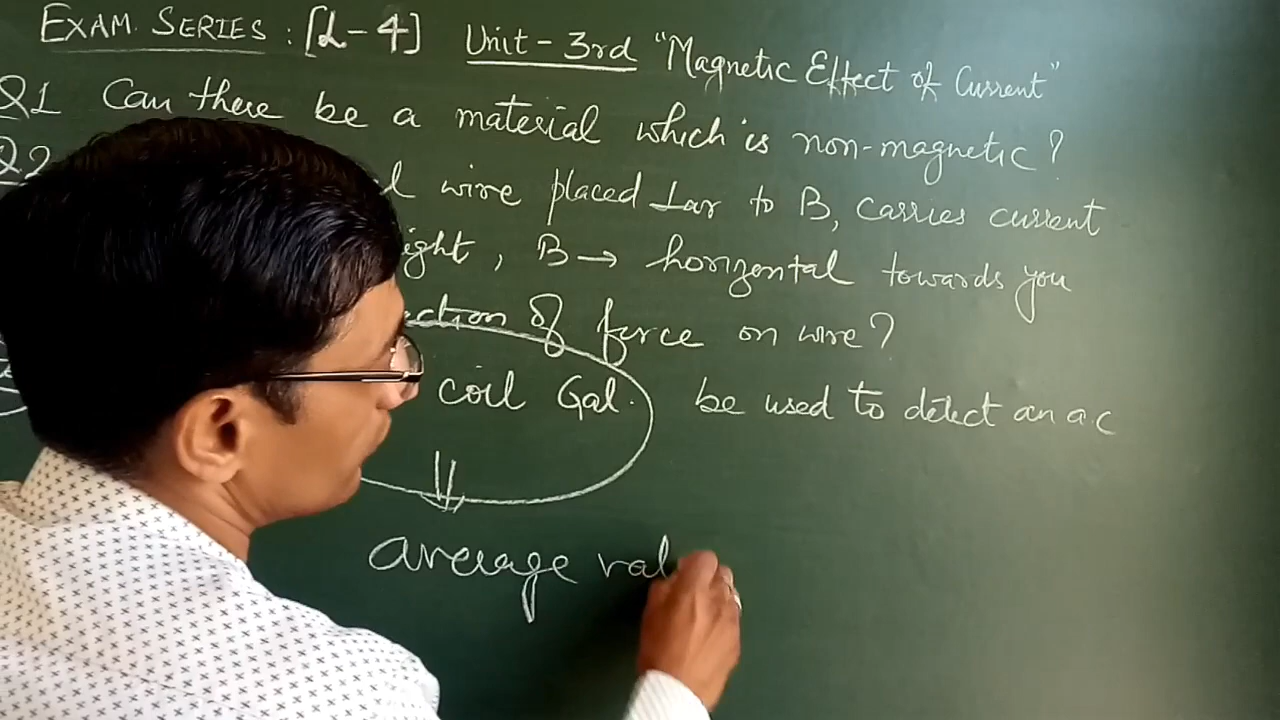 EXAM. SERIES : [L-4] Unit-3rd "Magnetic Effect of Current"
Q1 Can there be a material which is non-magnetic?
Q2 wire placed ⊥ar to B, carries current
ight, B → horizontal towards you
ection of force on wire?
coil Gal. be used to detect an a.c
average val